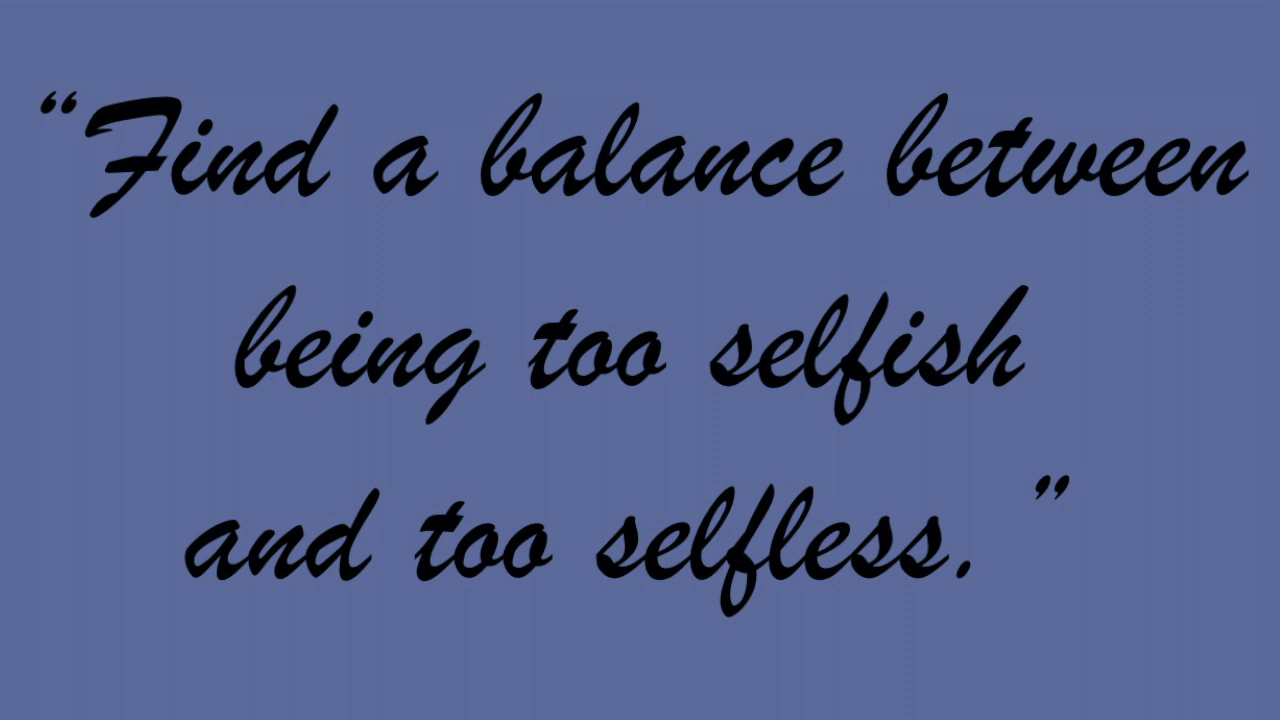 “Find a balance between
being too selfish
and too selfless. ”